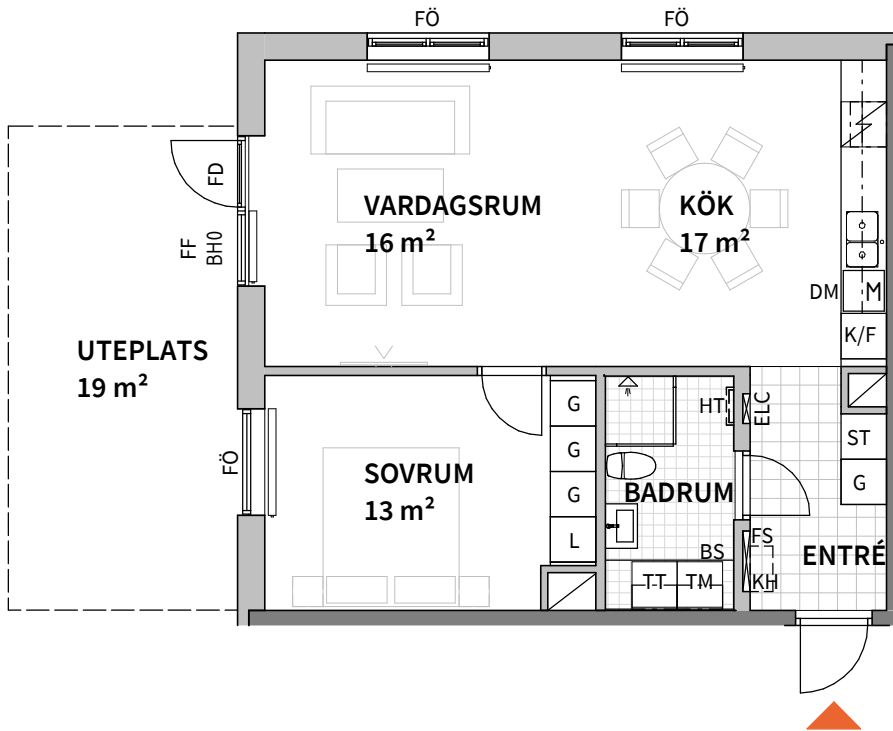 FÖ
FÖ
FD
VARDAGSRUM
16 m²
KÖK
17 m²
FF
BH0
DM
M
K/F
UTEPLATS
19 m²
G
HT
ELC
ST
G
FÖ
SOVRUM
13 m²
G
BADRUM
G
L
BS
FS
ENTRÉ
TT
TM
KH